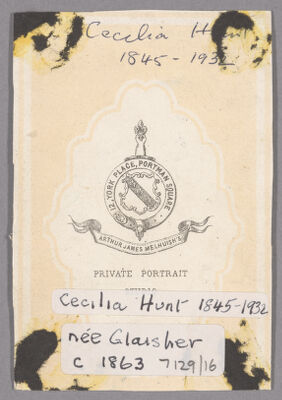 Cecilia Hunt
1845 - 1932
12, YORK PLACE, PORTMAN SQUARE
ARTHUR JAMES MELHUISH'S
PRIVATE PORTRAIT
STUDIO
Cecilia Hunt 1845-1932
née Glaisher
C 1863 7129/16